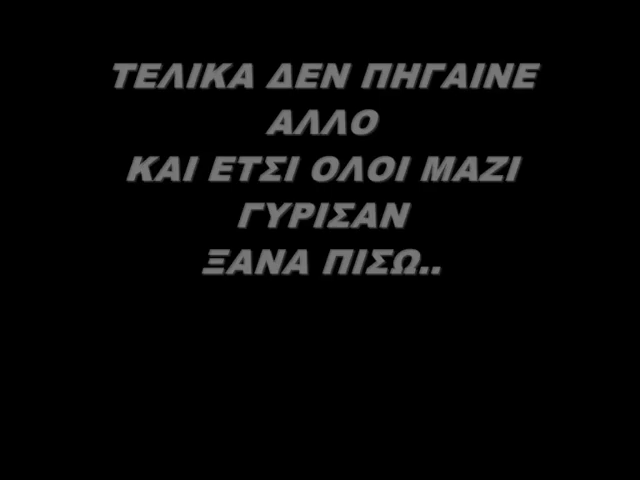 ΤΕΛΙΚΑ ΔΕΝ ΠΗΓΑΙΝΕ
ΑΛΛΟ
ΚΑΙ ΕΤΣΙ ΟΛΟΙ ΜΑΖΙ
ΓΥΡΙΣΑΝ
ΞΑΝΑ ΠΙΣΩ..